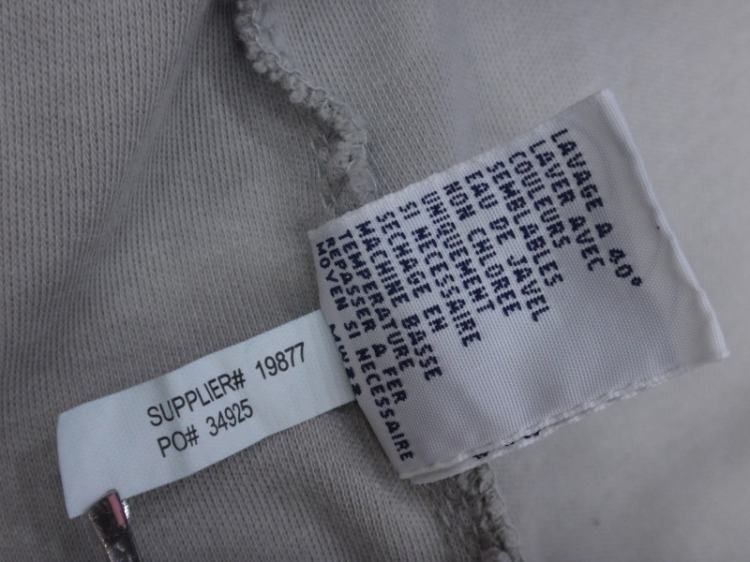 LAVAGE A 40°
LAVER AVEC
COULEURS
SEMBLABLES
EAU DE JAVEL
NON CHLOREE
UNIQUEMENT
SI NECESSAIRE
SECHAGE EN
MACHINE BASSE
TEMPERATURE
REPASSER A FER
MOYEN SI NECESSAIRE
SUPPLIER# 19877
PO# 34925